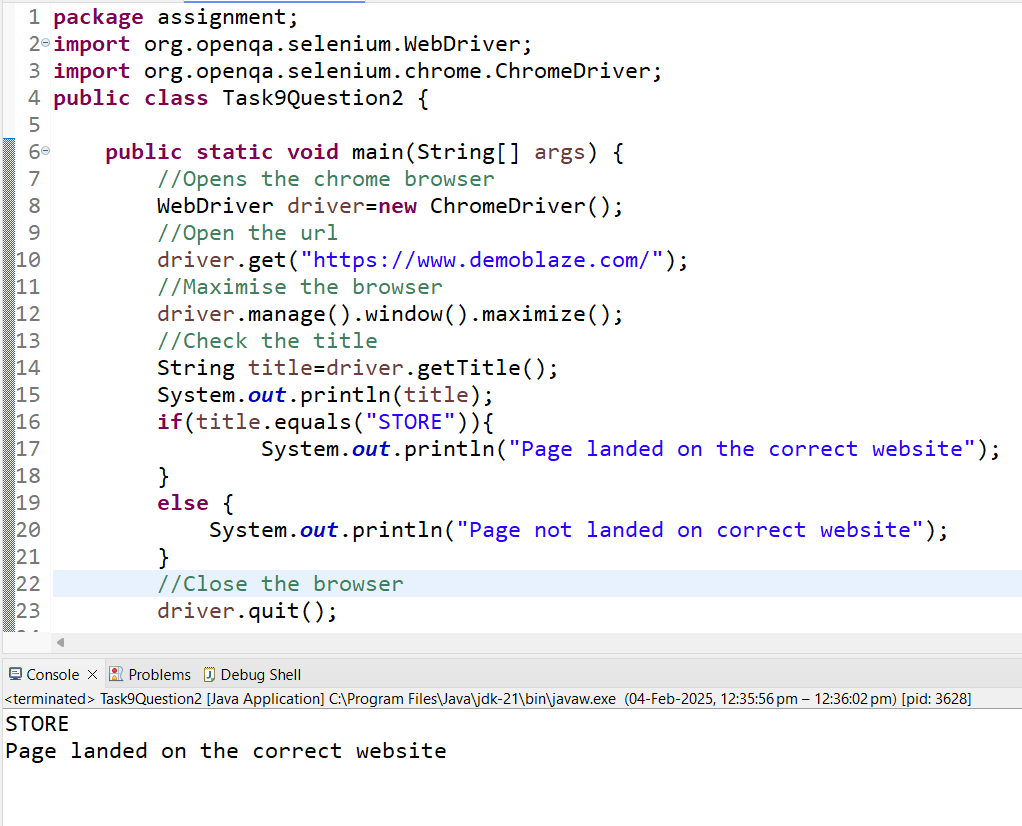 1 package assignment;
2 import org.openqa.selenium.WebDriver;
3 import org.openqa.selenium.chrome.ChromeDriver;
4 public class Task9Question2 {
5
6     public static void main(String[] args) {
7         //Opens the chrome browser
8         WebDriver driver=new ChromeDriver();
9         //Open the url
10         driver.get("https://www.demoblaze.com/");
11         //Maximise the browser
12         driver.manage().window().maximize();
13         //Check the title
14         String title=driver.getTitle();
15         System.out.println(title);
16         if(title.equals("STORE")){
17                 System.out.println("Page landed on the correct website");
18         }
19         else {
20             System.out.println("Page not landed on correct website");
21         }
22         //Close the browser
23         driver.quit();
Console Problems Debug Shell
<terminated> Task9Question2 [Java Application] C:\Program Files\Java\jdk-21\bin\javaw.exe (04-Feb-2025, 12:35:56 pm – 12:36:02 pm) [pid: 3628]
STORE
Page landed on the correct website